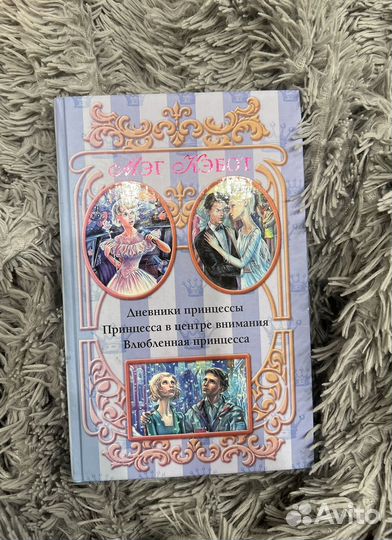 Мэг Кэбот
Дневники принцессы
Принцесса в центре внимания
Влюбленная принцесса
Avito